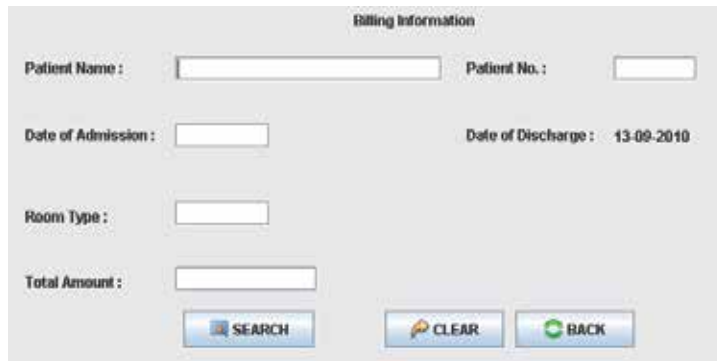 Billing Information
Patient Name : Patient No. :
Date of Admission : Date of Discharge : 13-09-2010
Room Type :
Total Amount :
SEARCH CLEAR BACK